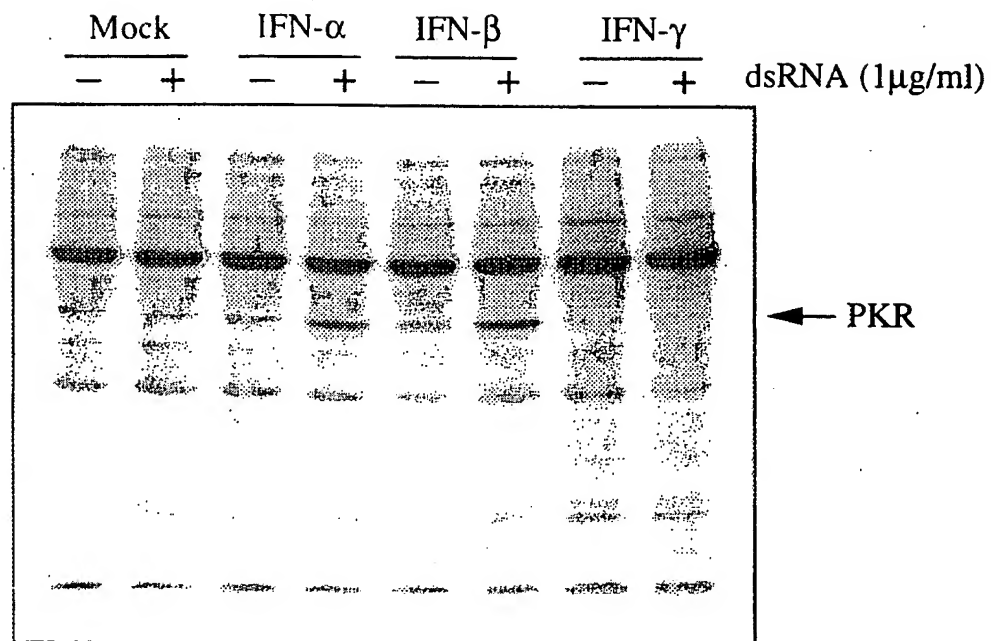 Mock IFN-α IFN-β IFN-γ
− + − + − + − + dsRNA (1μg/ml)
PKR